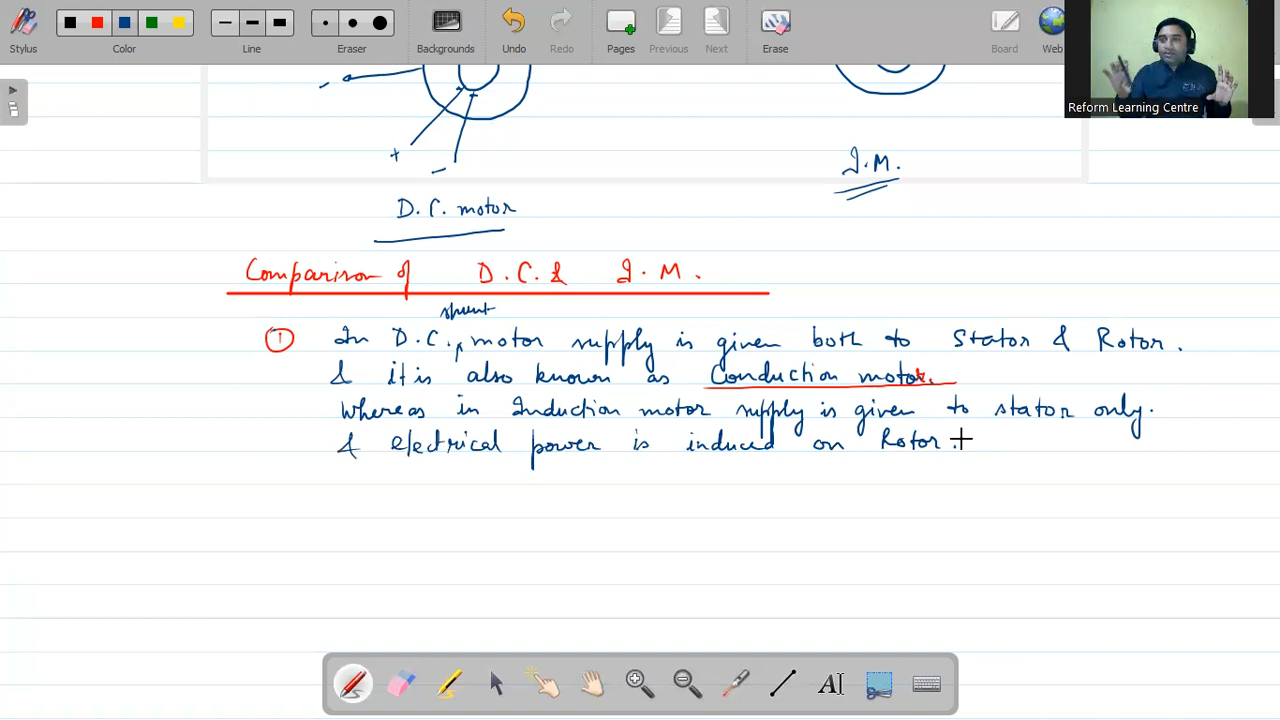 Stylus
Color
Line
Eraser
Backgrounds
Undo
Redo
Pages
Previous
Next
Erase
Board
Web
Reform Learning Centre
-
+
-
D.C. motor
I.M.
Comparison of D.C. & I.M.
shunt
① In D.C. motor supply is given both to Stator & Rotor.
& it is also known as Conduction motor.
Whereas in Induction motor supply is given to stator only.
& electrical power is induced on Rotor.